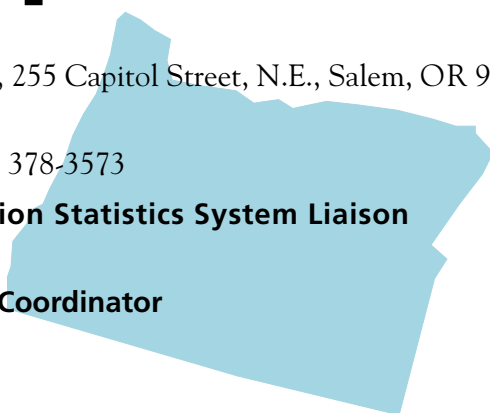 , 255 Capitol Street, N.E., Salem, OR 9
378-3573
ion Statistics System Liaison
Coordinator